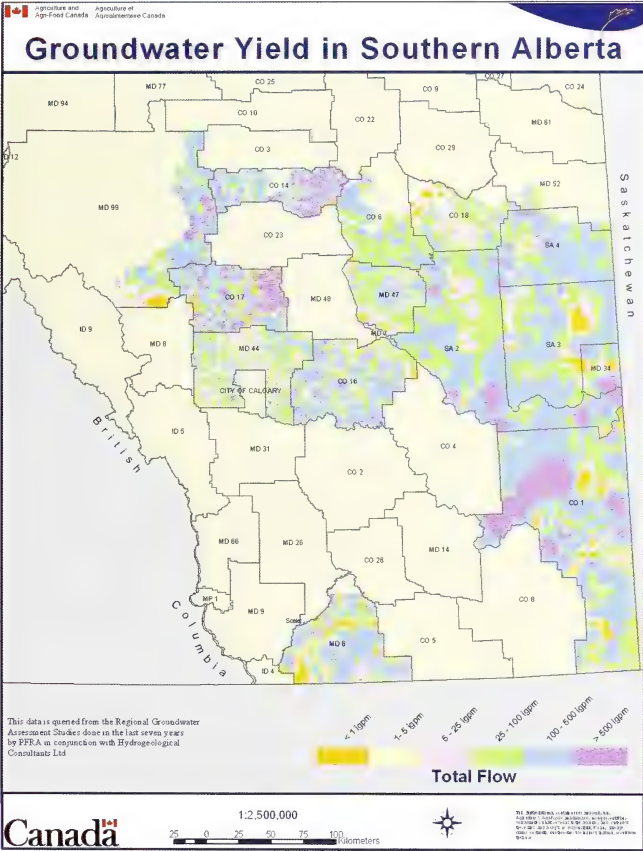 Agriculture and Agriculture et
Agri-Food Canada Agroalimentaire Canada
Groundwater Yield in Southern Alberta
MD 94
MD 77
CO 25
CO 9
CO 27
CO 24
CO 10
CO 22
MD 61
CO 3
CO 29
CO 14
MD 52
MD 99
CO 6
CO 18
CO 23
SA 4
Saskatchewan
CO 17
MD 48
MD 47
ID 9
MD 8
MD 44
SA 2
SA 3
MD 34
CITY OF CALGARY
CO 16
ID 5
MD 31
CO 4
CO 2
CO 1
British
Columbia
MD 66
MD 26
CO 26
MD 14
MD 9
CO 8
CO 5
MD 6
ID 4
This data is queried from the Regional Groundwater
Assessment Studies done in the last seven years
by PFRA in conjunction with Hydrogeological
Consultants Ltd
< 1 igpm
1-5 igpm
5 - 25 igpm
25 - 100 igpm
100 - 500 igpm
> 500 igpm
Total Flow
Canada
1:2,500,000
25 0 25 50 75 100
Kilometers